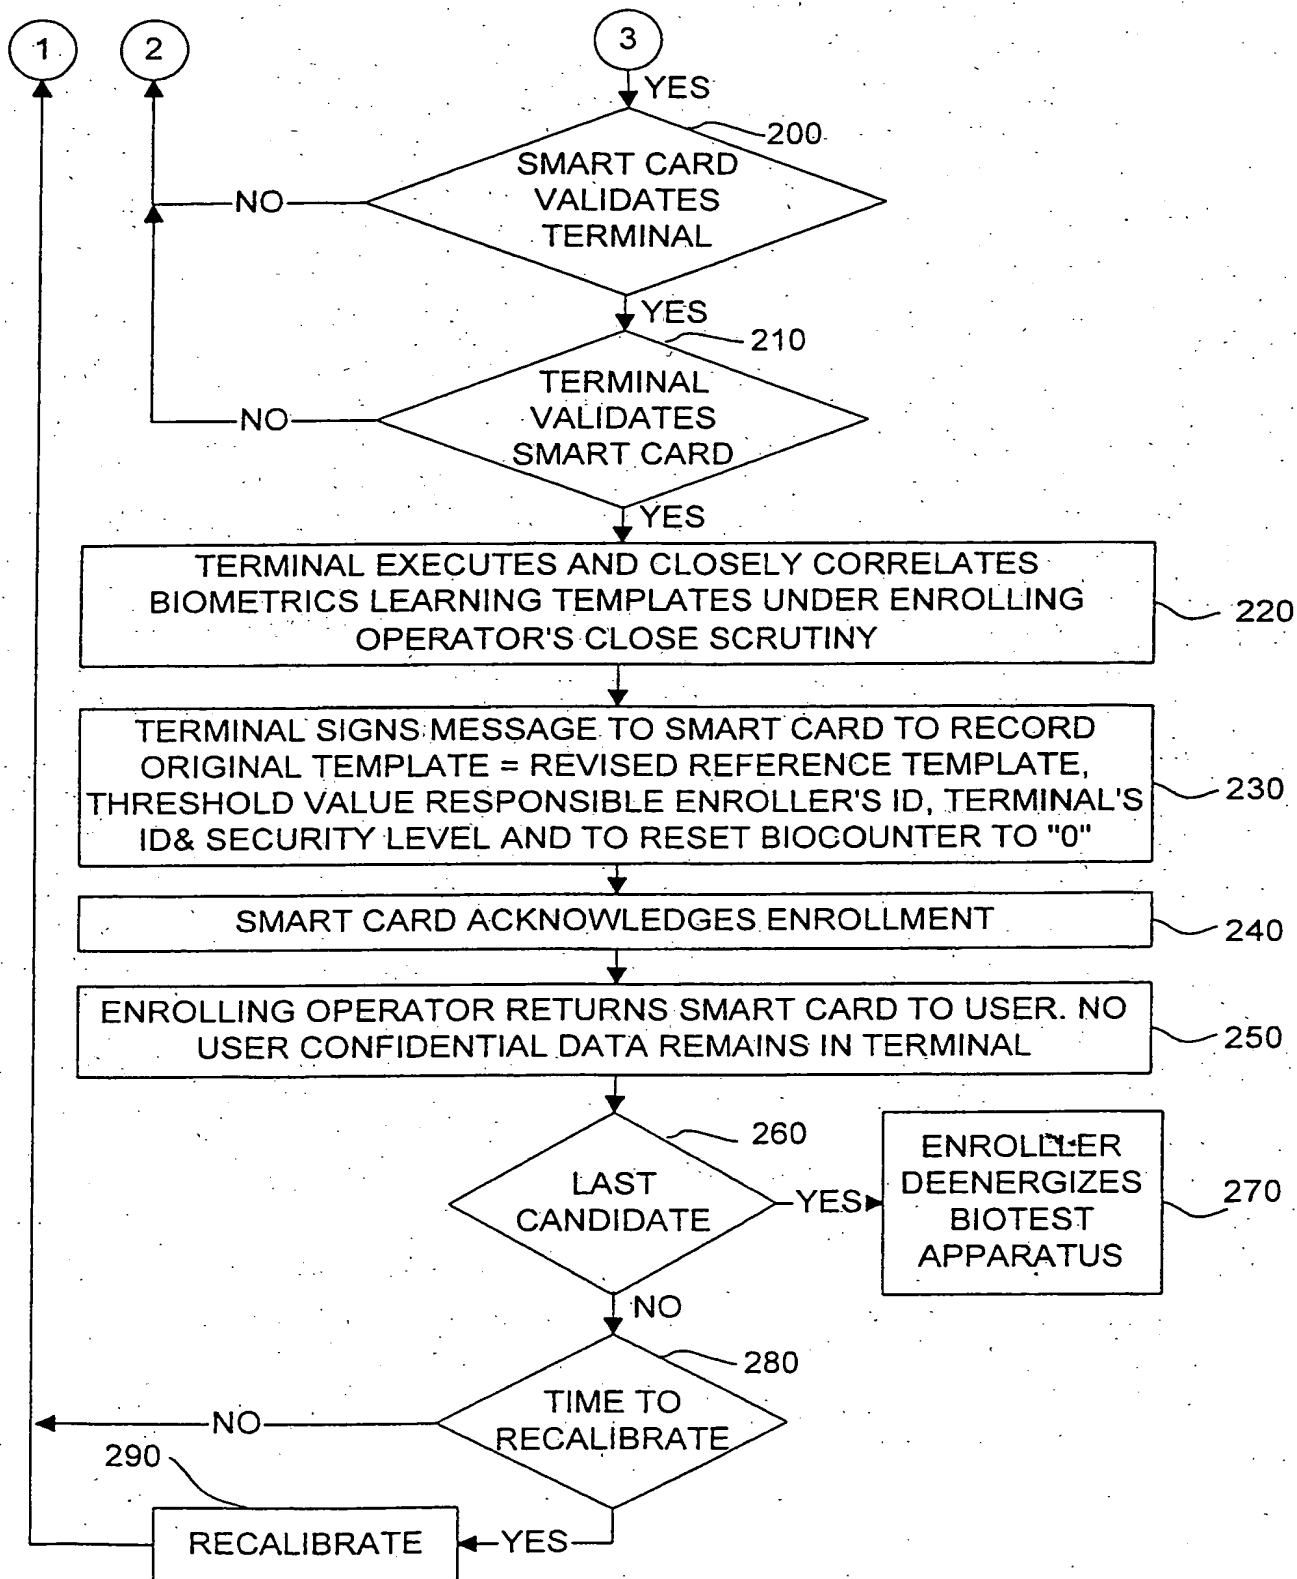 1
2
3
YES
200
SMART CARD
VALIDATES
TERMINAL
NO
YES
210
TERMINAL
VALIDATES
SMART CARD
NO
YES
TERMINAL EXECUTES AND CLOSELY CORRELATES
BIOMETRICS LEARNING TEMPLATES UNDER ENROLLING
OPERATOR'S CLOSE SCRUTINY
220
TERMINAL SIGNS MESSAGE TO SMART CARD TO RECORD
ORIGINAL TEMPLATE = REVISED REFERENCE TEMPLATE,
THRESHOLD VALUE RESPONSIBLE ENROLLER'S ID, TERMINAL'S
ID& SECURITY LEVEL AND TO RESET BIOCOUNTER TO "0"
230
SMART CARD ACKNOWLEDGES ENROLLMENT
240
ENROLLING OPERATOR RETURNS SMART CARD TO USER. NO
USER CONFIDENTIAL DATA REMAINS IN TERMINAL
250
260
LAST
CANDIDATE
YES
ENROLLLER
DEENERGIZES
BIOTEST
APPARATUS
270
NO
280
TIME TO
RECALIBRATE
NO
290
RECALIBRATE
YES